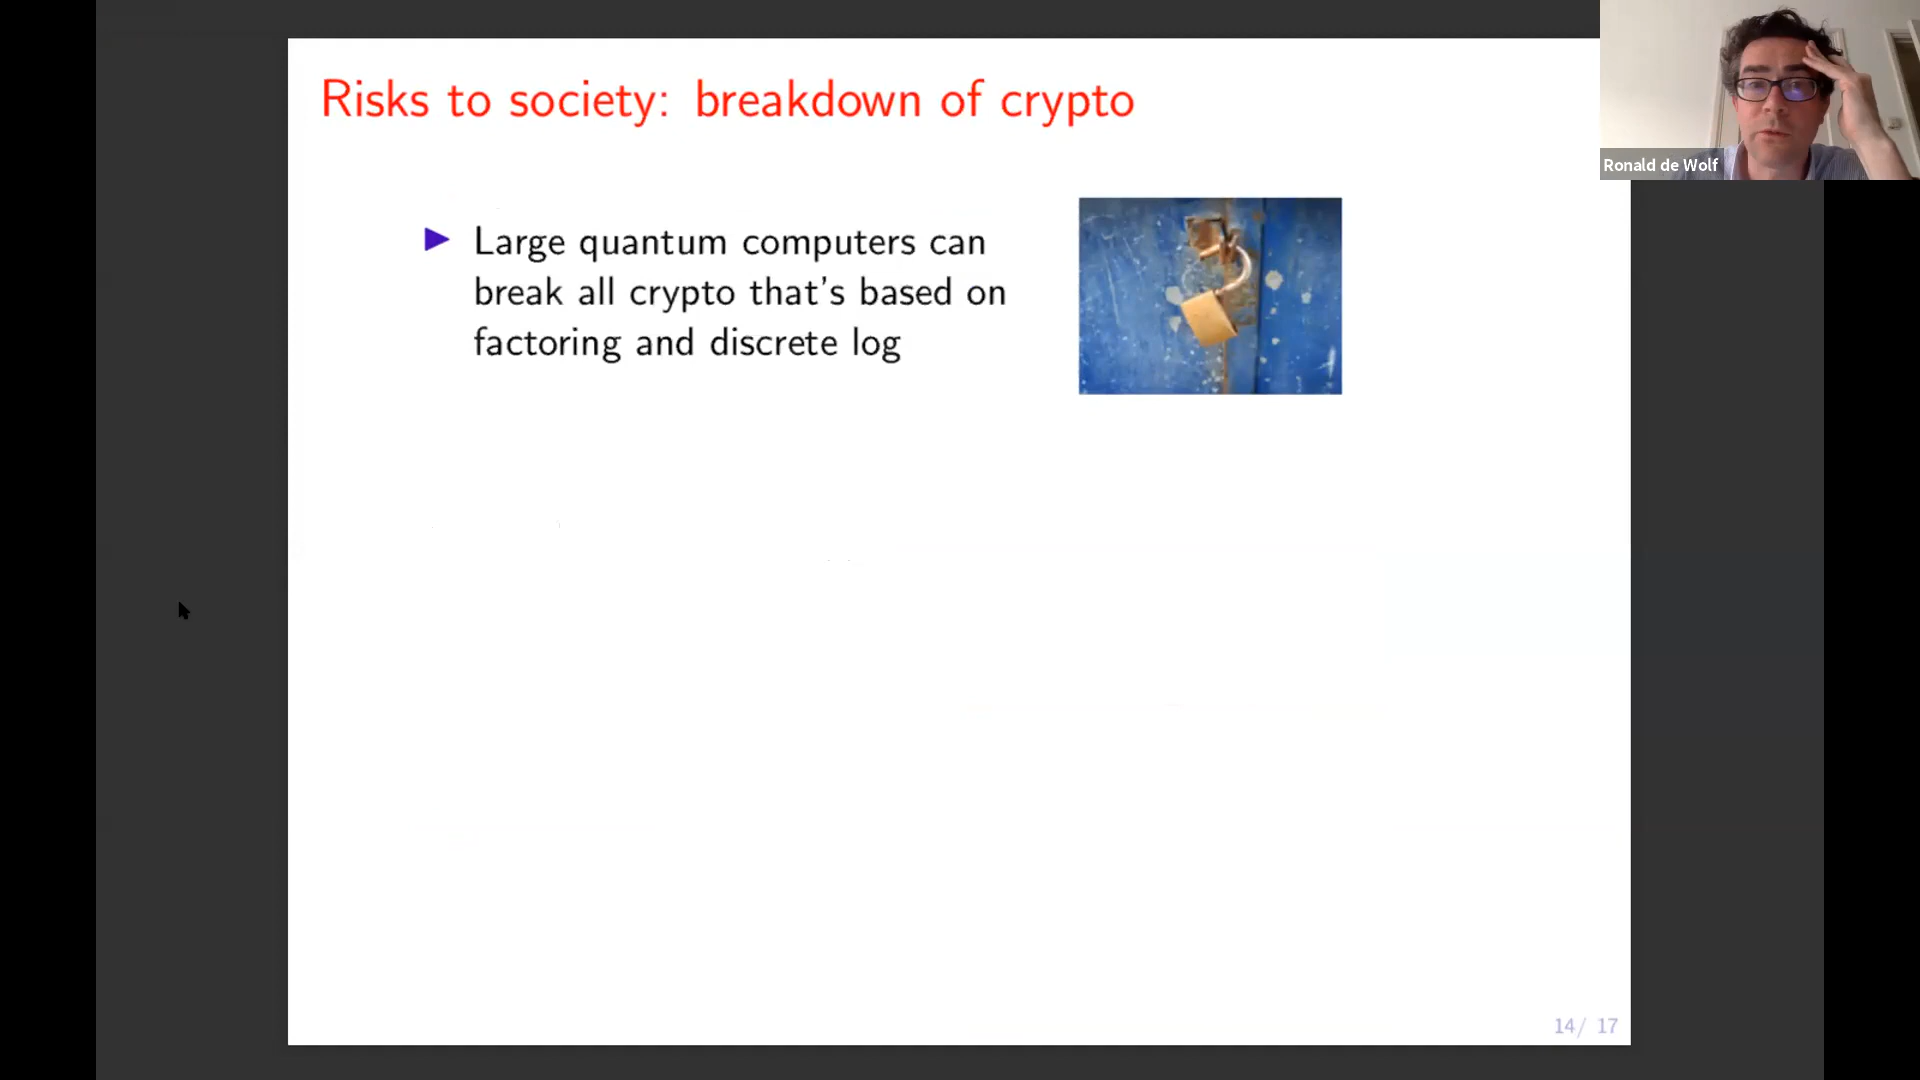 Risks to society: breakdown of crypto
Ronald de Wolf
▶ Large quantum computers can
break all crypto that's based on
factoring and discrete log
14/ 17